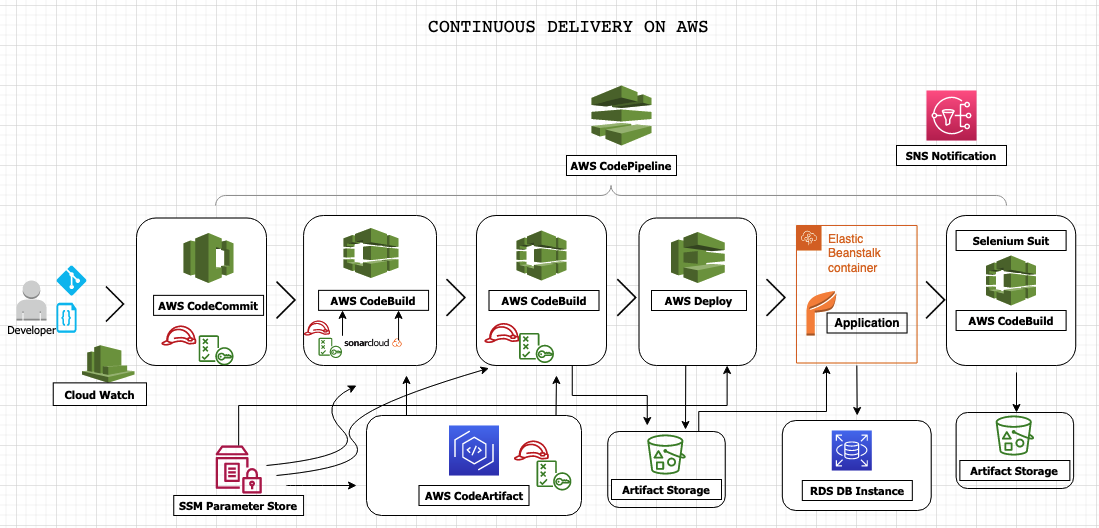 CONTINUOUS DELIVERY ON AWS
AWS CodePipeline
SNS Notification
Developer
Cloud Watch
AWS CodeCommit
AWS CodeBuild
sonarcloud
AWS CodeBuild
AWS Deploy
Elastic
Beanstalk
container
Application
Selenium Suit
AWS CodeBuild
SSM Parameter Store
AWS CodeArtifact
Artifact Storage
RDS DB Instance
Artifact Storage